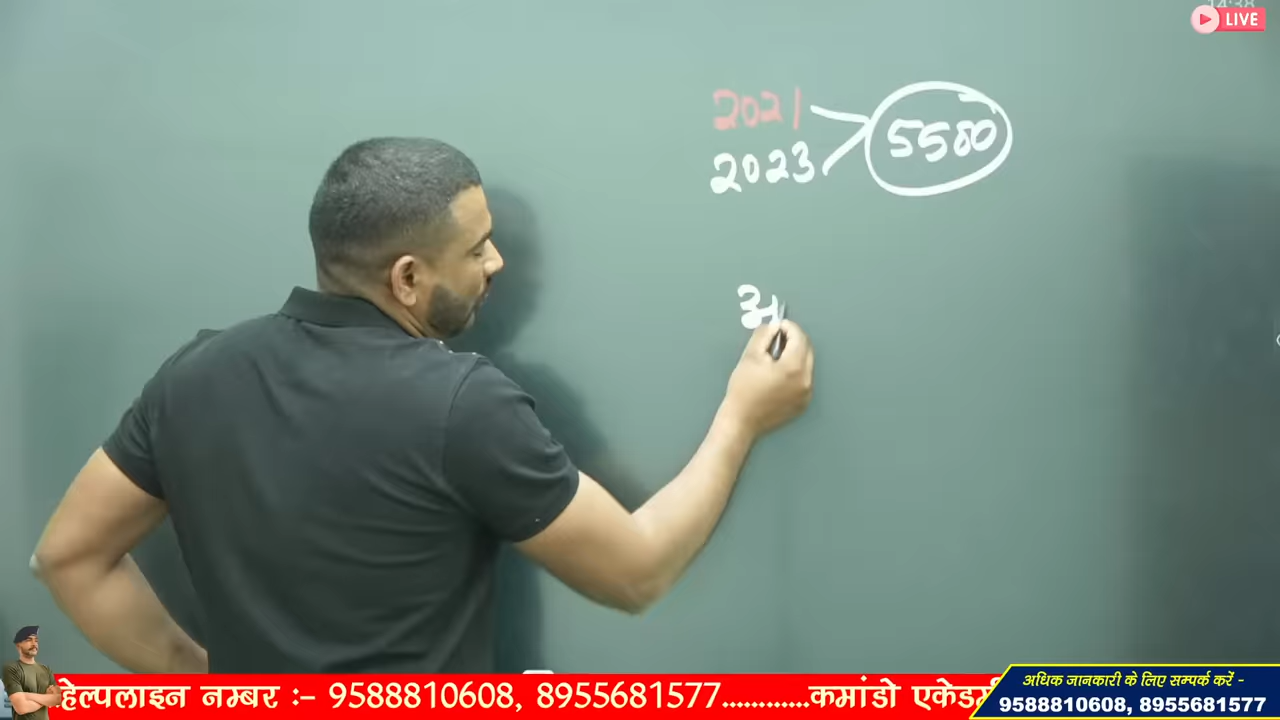 LIVE
2021
2023
5500
अ
हेल्पलाइन नम्बर :- 9588810608, 8955681577............कमांडो एकेडमी
अधिक जानकारी के लिए सम्पर्क करें -
9588810608, 8955681577